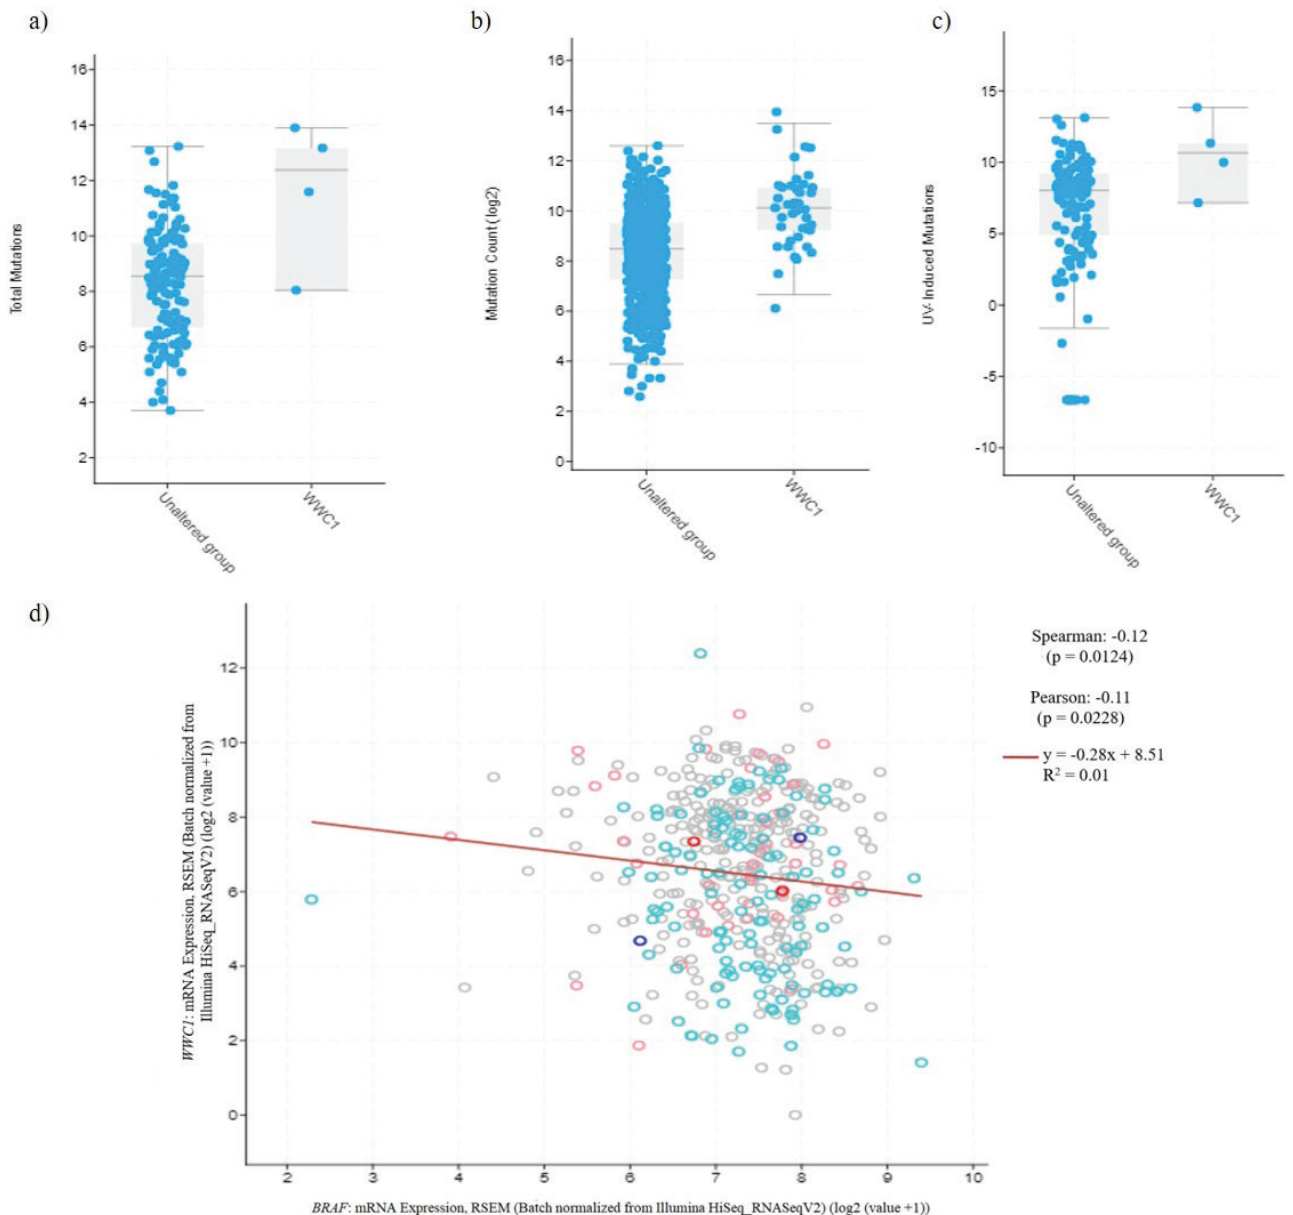 a)
16
14
12
10
8
6
4
2
Total Mutations
Unaltered group
WWC1
b)
16
14
12
10
8
6
4
2
0
Mutation Count (log2)
Unaltered group
WWC1
c)
15
10
5
0
-5
-10
UV-Induced Mutations
Unaltered group
WWC1
d)
12
10
8
6
4
2
0
WWC1: mRNA Expression, RSEM (Batch normalized from
Illumina HiSeq_RNASeqV2) (log2 (value +1))
2 3 4 5 6 7 8 9 10
BRAF: mRNA Expression, RSEM (Batch normalized from Illumina HiSeq_RNASeqV2) (log2 (value +1))
Spearman: -0.12
(p = 0.0124)
Pearson: -0.11
(p = 0.0228)
y = -0.28x + 8.51
R² = 0.01